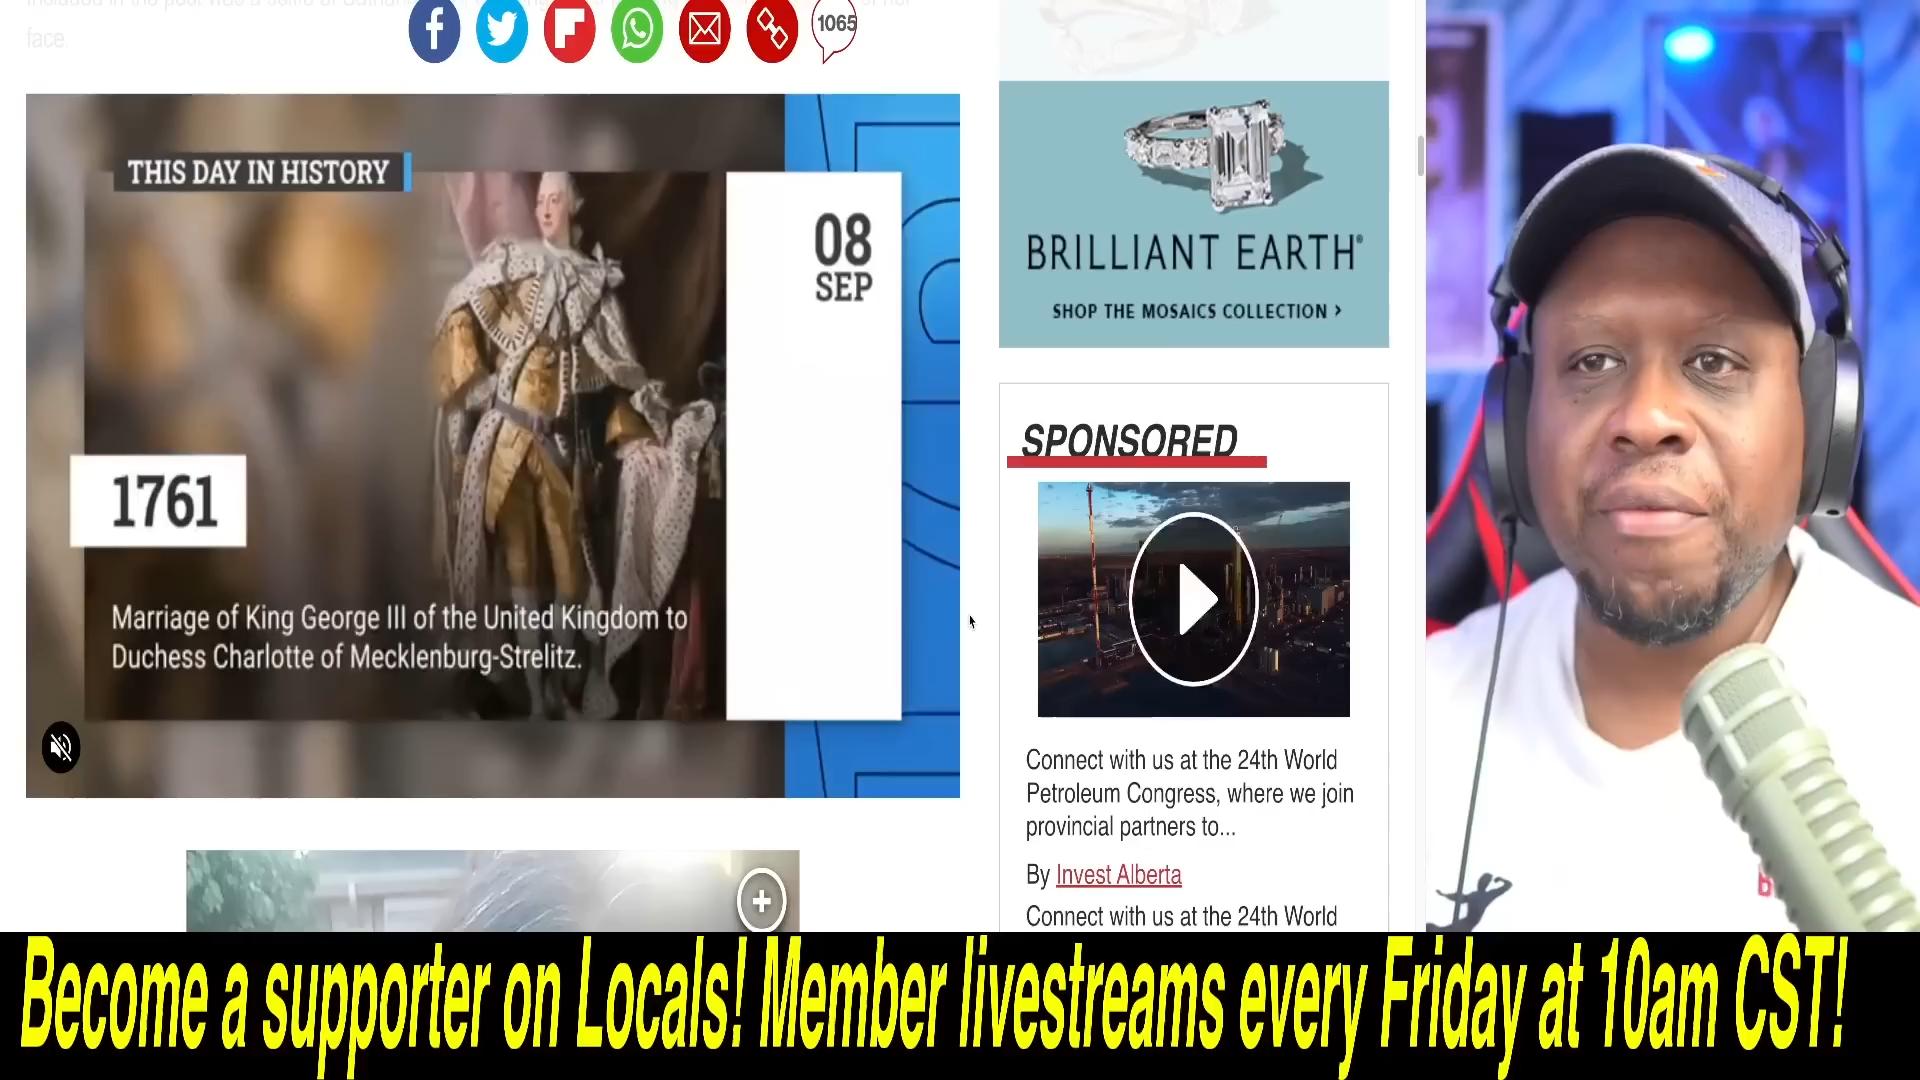 face.
1065
THIS DAY IN HISTORY
08
SEP
1761
Marriage of King George III of the United Kingdom to
Duchess Charlotte of Mecklenburg-Strelitz.
BRILLIANT EARTH®
SHOP THE MOSAICS COLLECTION >
SPONSORED
Connect with us at the 24th World
Petroleum Congress, where we join
provincial partners to...
By Invest Alberta
Connect with us at the 24th World
Become a supporter on Locals! Member livestreams every Friday at 10am CST!